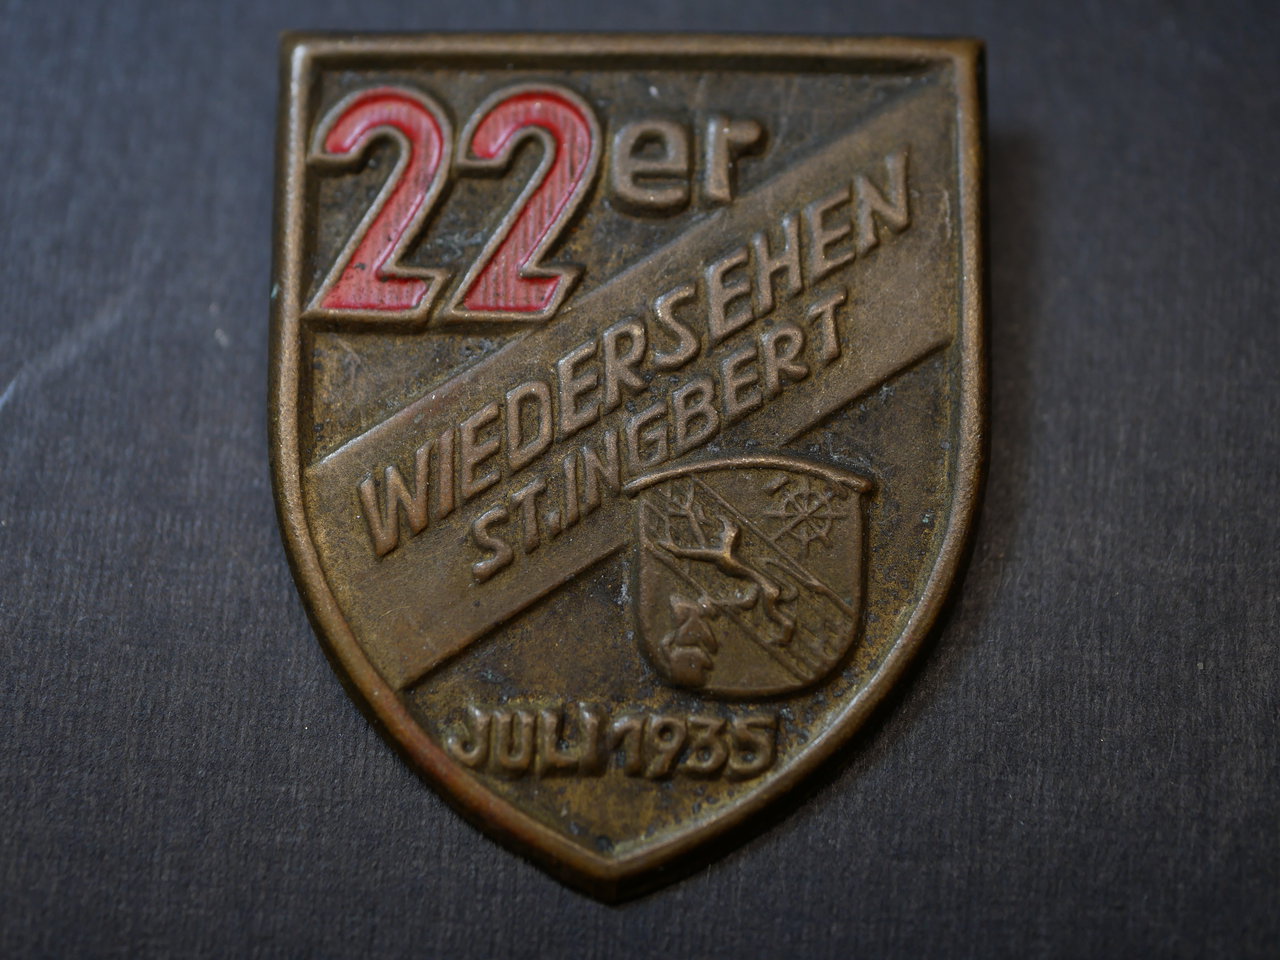 22er
WIEDERSEHEN
ST. INGBERT
JULI 1935